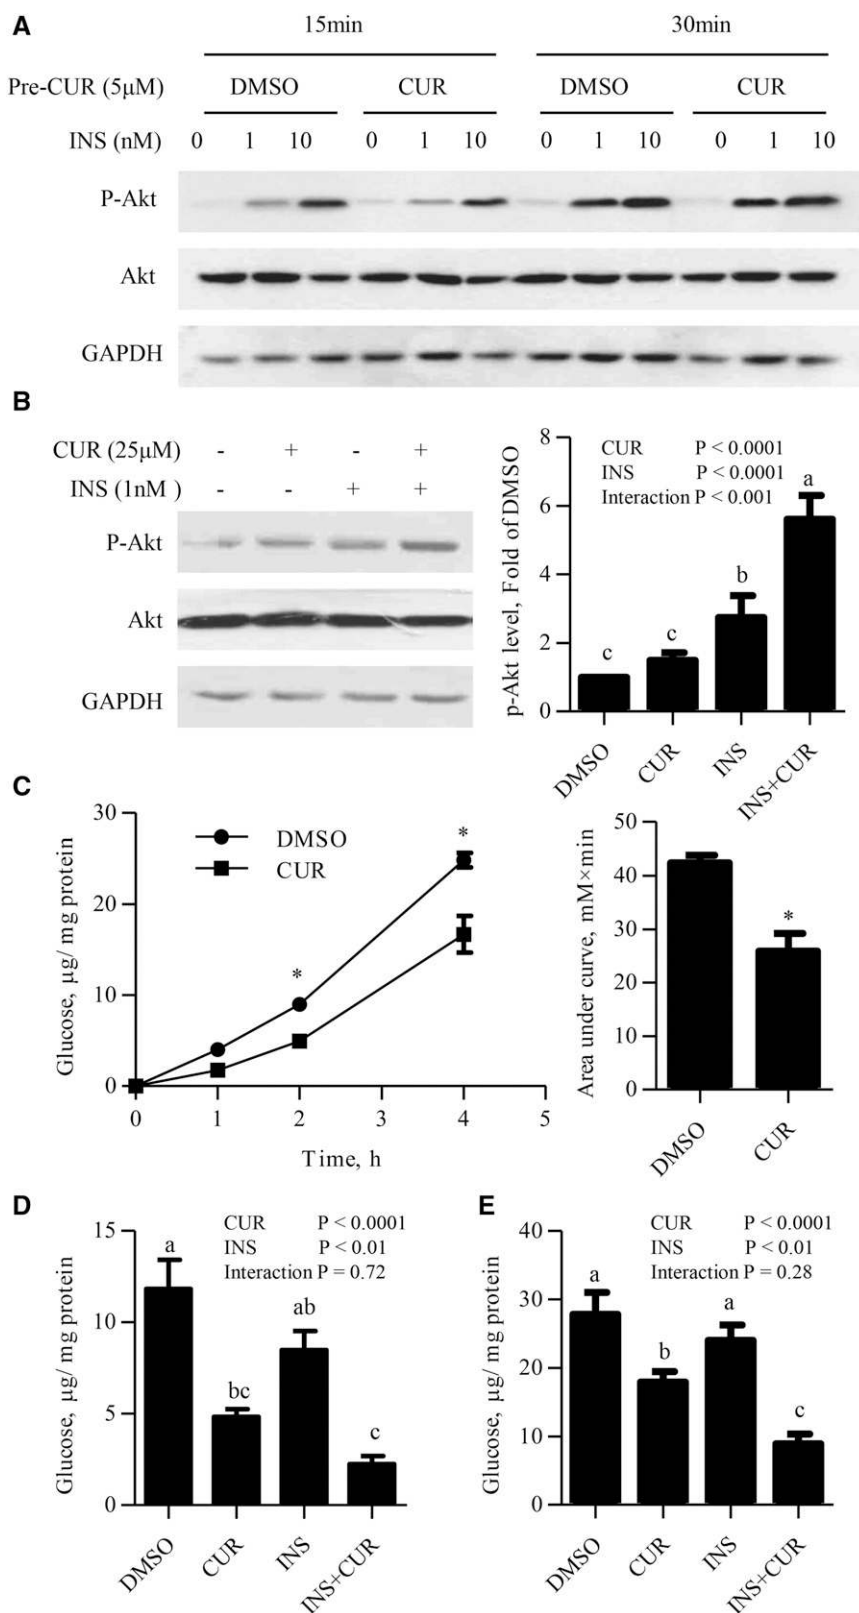 A
15min 30min
Pre-CUR (5μM) DMSO CUR DMSO CUR
INS (nM) 0 1 10 0 1 10 0 1 10 0 1 10
P-Akt
Akt
GAPDH
B
CUR (25μM) - + - +
INS (1nM ) - - + +
P-Akt
Akt
GAPDH
p-Akt level, Fold of DMSO
8
6
4
2
0
CUR P < 0.0001
INS P < 0.0001
Interaction P < 0.001
c c b a
DMSO CUR INS INS+CUR
C
Glucose, μg/ mg protein
30
20
10
0
DMSO
CUR
* *
0 1 2 3 4 5
Time, h
Area under curve, mM×min
50
40
30
20
10
0
*
DMSO CUR
D
Glucose, μg/ mg protein
15
10
5
0
CUR P < 0.0001
INS P < 0.01
Interaction P = 0.72
a bc ab c
DMSO CUR INS INS+CUR
E
Glucose, μg/ mg protein
40
30
20
10
0
CUR P < 0.0001
INS P < 0.01
Interaction P = 0.28
a b a c
DMSO CUR INS INS+CUR